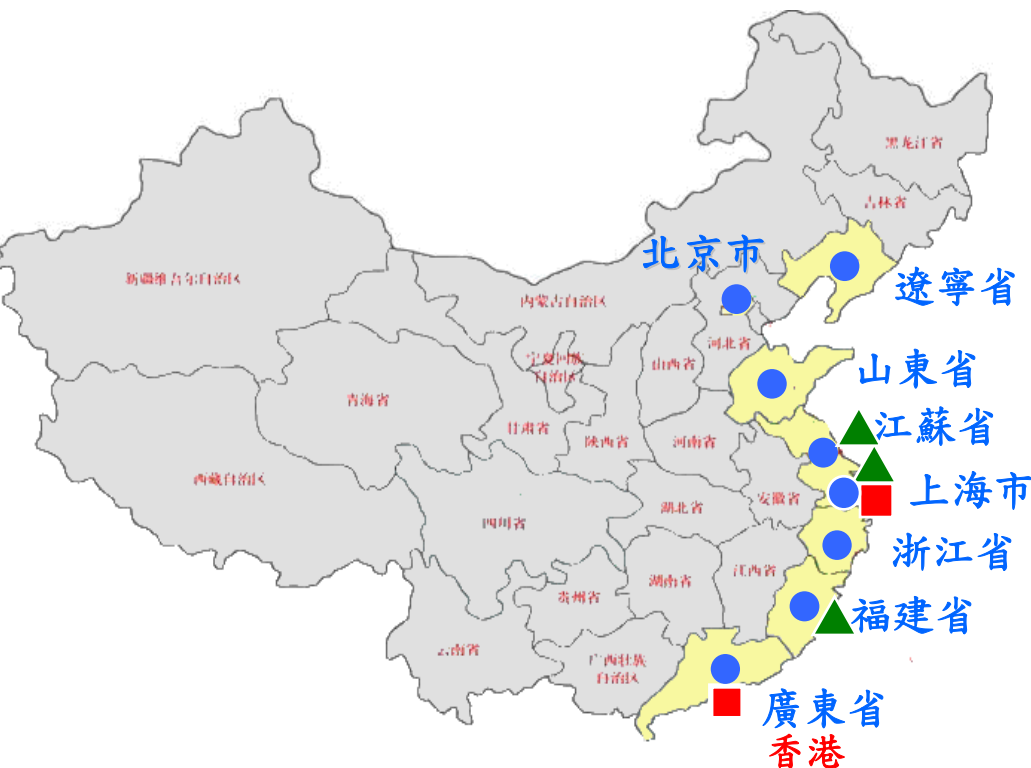 黑龙江省
吉林省
北京市
辽寧省
新疆维吾尔自治区
内蒙古自治区
河北省
宁夏回族
自治区
山西省
山東省
青海省
甘肃省
陕西省
河南省
江蘇省
西藏自治区
上海市
安徽省
湖北省
四川省
浙江省
江西省
湖南省
贵州省
福建省
云南省
广西壮族
自治区
廣東省
香港